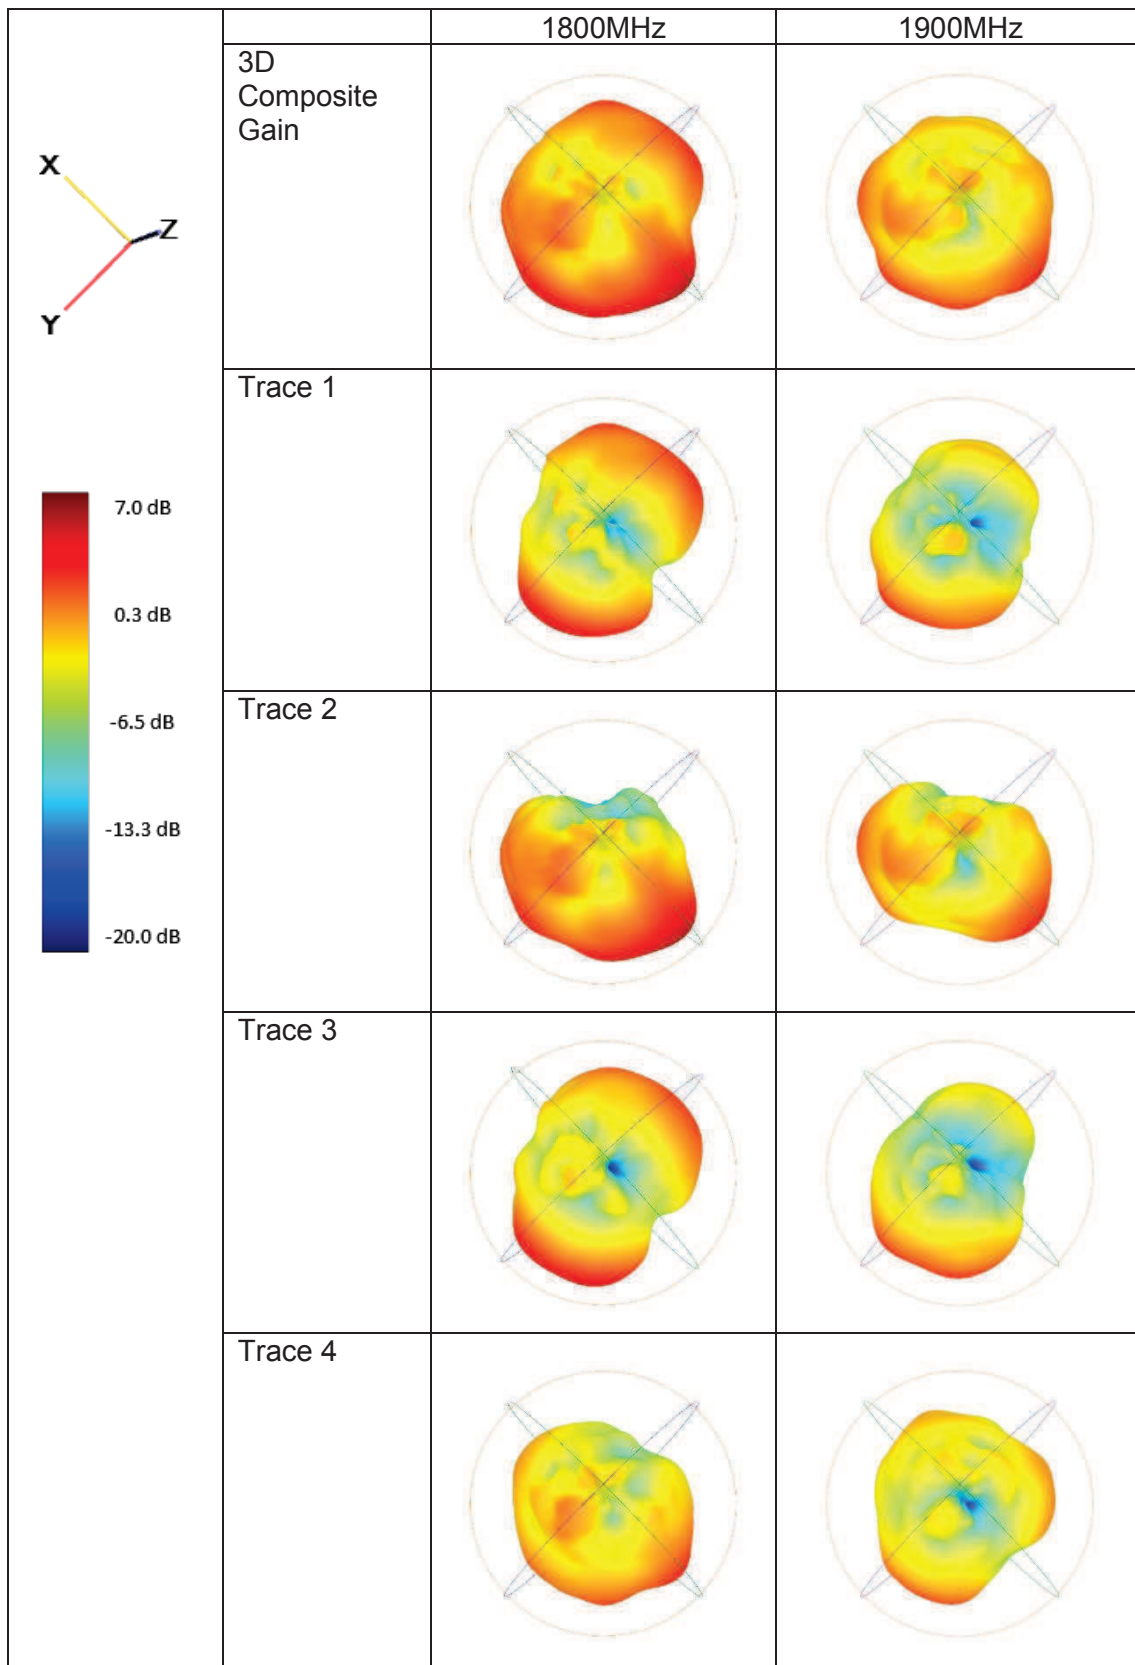 1800MHz
1900MHz
3D
Composite
Gain
X
Z
Y
Trace 1
7.0 dB
0.3 dB
-6.5 dB
-13.3 dB
-20.0 dB
Trace 2
Trace 3
Trace 4